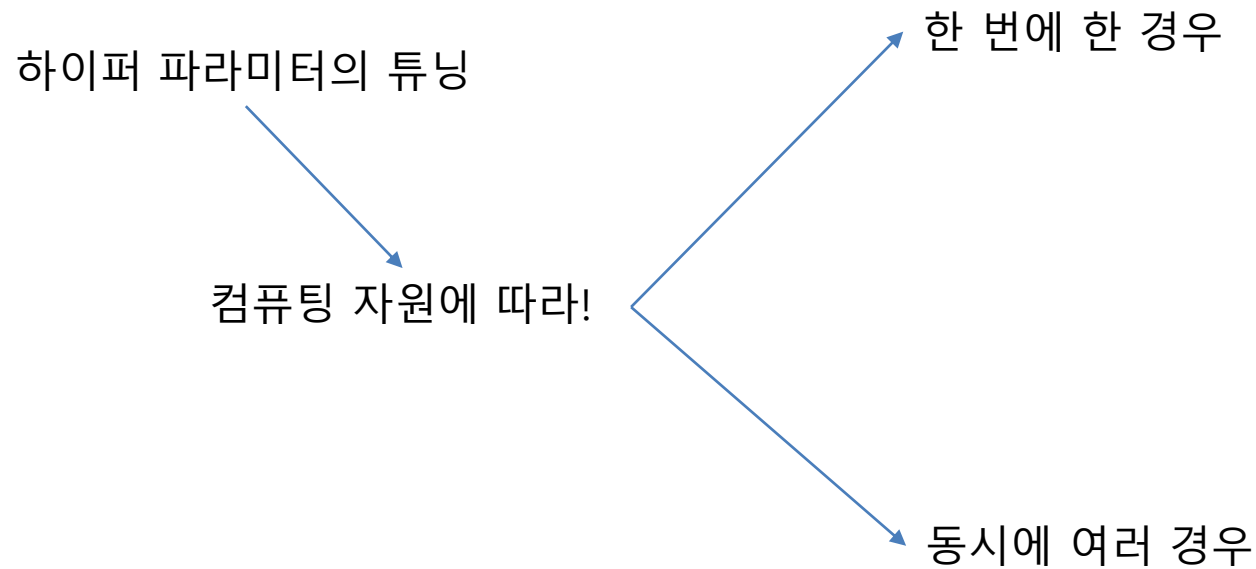 한 번에 한 경우
하이퍼 파라미터의 튜닝
컴퓨팅 자원에 따라!
동시에 여러 경우